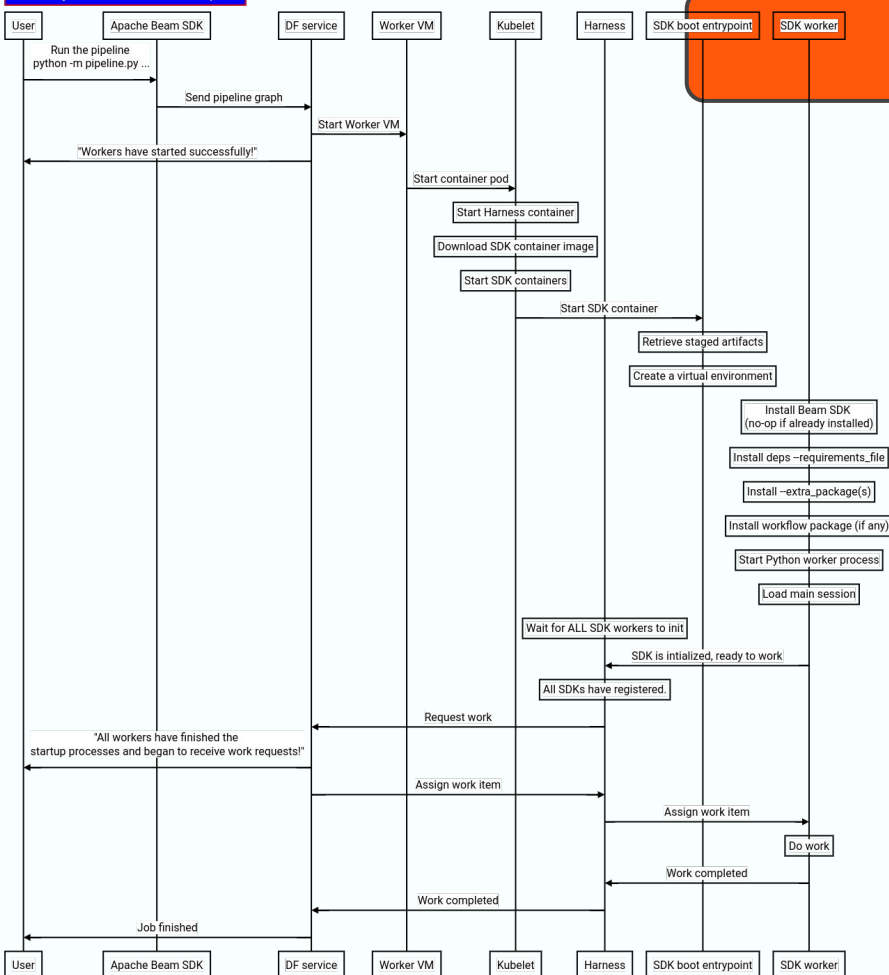 User Apache Beam SDK DF service Worker VM Kubelet Harness SDK boot entrypoint SDK worker
Run the pipeline
python -m pipeline.py ...
Send pipeline graph
Start Worker VM
"Workers have started successfully!"
Start container pod
Start Harness container
Download SDK container image
Start SDK containers
Start SDK container
Retrieve staged artifacts
Create a virtual environment
Install Beam SDK
(no-op if already installed)
Install deps --requirements_file
Install --extra_package(s)
Install workflow package (if any)
Start Python worker process
Load main session
Wait for ALL SDK workers to init
SDK is intialized, ready to work
All SDKs have registered.
Request work
"All workers have finished the
startup processes and began to receive work requests!"
Assign work item
Assign work item
Do work
Work completed
Work completed
Job finished
User Apache Beam SDK DF service Worker VM Kubelet Harness SDK boot entrypoint SDK worker